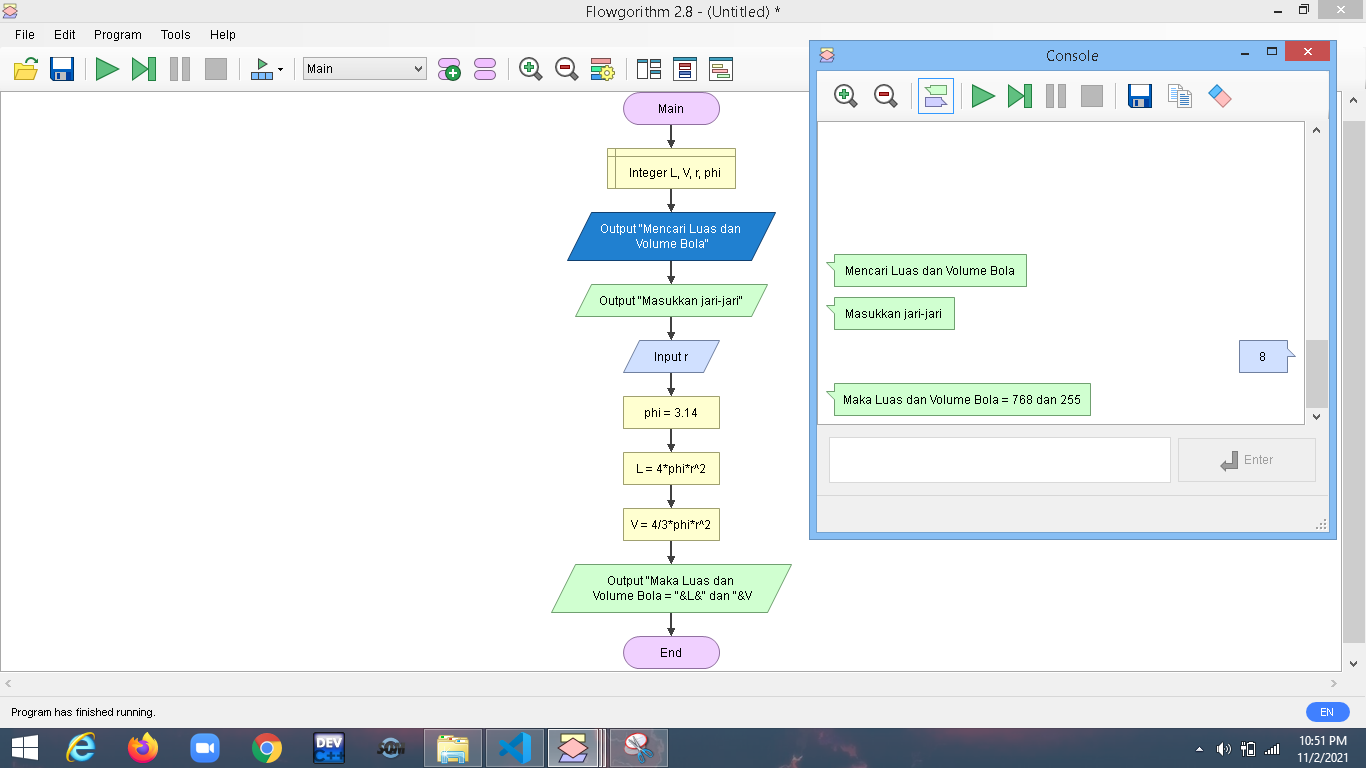 Flowgorithm 2.8 - (Untitled) *
File Edit Program Tools Help
Main
Main
Integer L, V, r, phi
Output "Mencari Luas dan
Volume Bola"
Output "Masukkan jari-jari"
Input r
phi = 3.14
L = 4*phi*r^2
V = 4/3*phi*r^2
Output "Maka Luas dan
Volume Bola = "&L&" dan "&V
End
Console
Mencari Luas dan Volume Bola
Masukkan jari-jari
8
Maka Luas dan Volume Bola = 768 dan 255
Enter
Program has finished running.
EN
DEV
C++
10:51 PM
11/2/2021